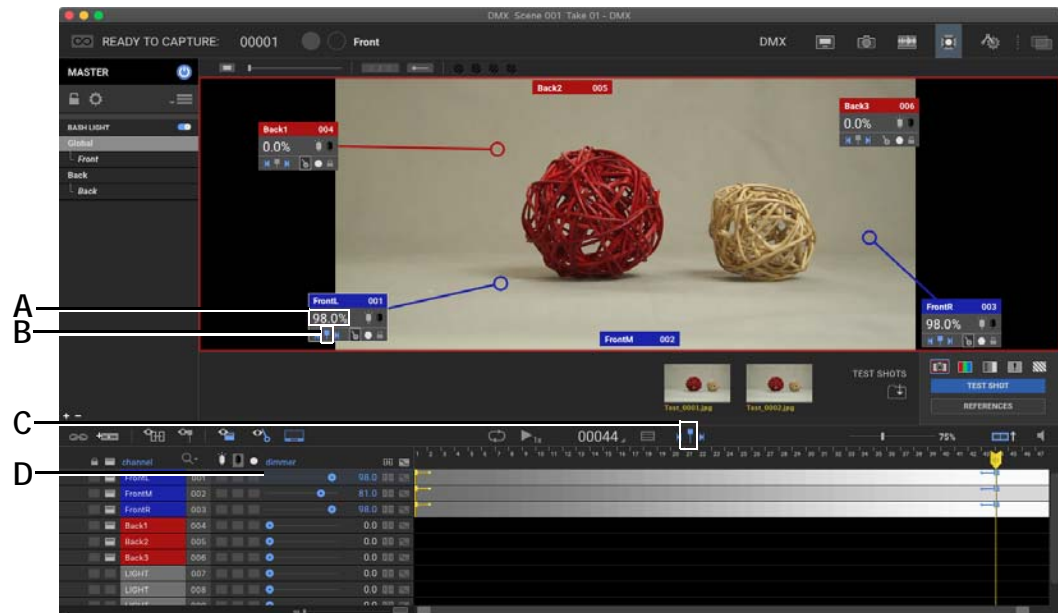 DMX Scene 001 Take 01 - DMX
READY TO CAPTURE: 00001 Front DMX
MASTER
BASH LIGHT
Global
Front
Back
Back
Back2 005
Back1 004
0.0%
Back3 006
0.0%
A
B
FrontL 001
98.0%
FrontM 002
FrontR 003
98.0%
TEST SHOTS
Test_0001.jpg
Test_0002.jpg
TEST SHOT
REFERENCES
C
1x 00044 75%
channel dimmer
D
FrontL 001 98.0
FrontM 002 81.0
FrontR 003 98.0
Back1 004 0.0
Back2 005 0.0
Back3 006 0.0
LIGHT 007 0.0
LIGHT 008 0.0